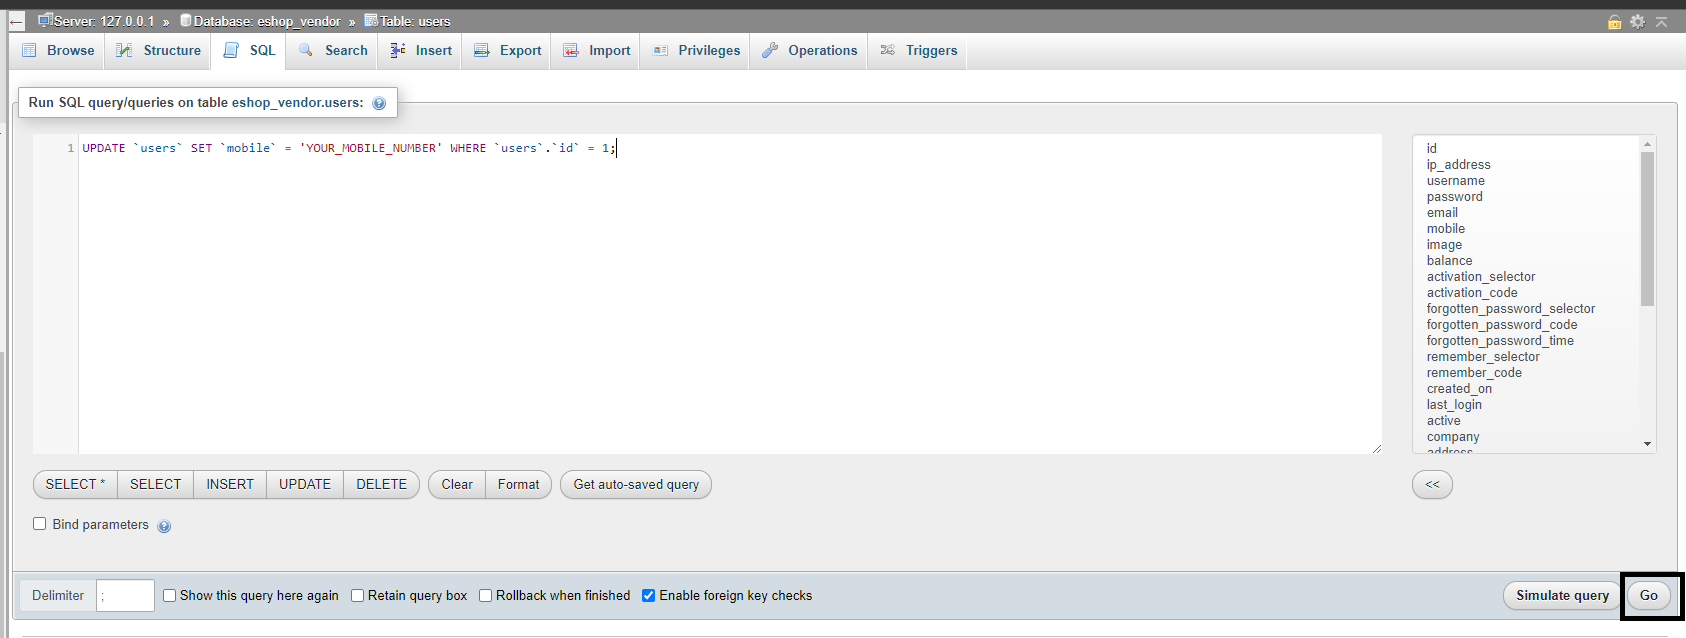 Server: 127.0.0.1 » Database: eshop_vendor » Table: users
Browse Structure SQL Search Insert Export Import Privileges Operations Triggers
Run SQL query/queries on table eshop_vendor.users:
1 UPDATE `users` SET `mobile` = 'YOUR_MOBILE_NUMBER' WHERE `users`.`id` = 1;
id
ip_address
username
password
email
mobile
image
balance
activation_selector
activation_code
forgotten_password_selector
forgotten_password_code
forgotten_password_time
remember_selector
remember_code
created_on
last_login
active
company
address
SELECT * SELECT INSERT UPDATE DELETE Clear Format Get auto-saved query <<
Bind parameters
Delimiter ; Show this query here again Retain query box Rollback when finished Enable foreign key checks Simulate query Go